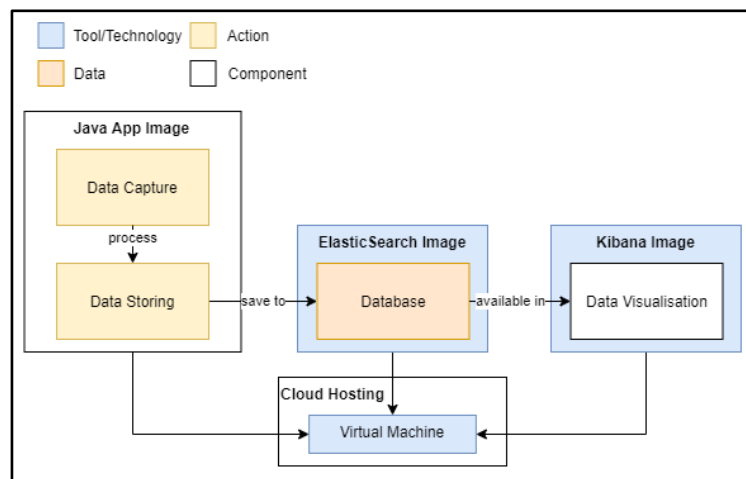 Tool/Technology
Action
Data
Component
Java App Image
Data Capture
process
ElasticSearch Image
Kibana Image
Data Storing
save to
Database
available in
Data Visualisation
Cloud Hosting
Virtual Machine